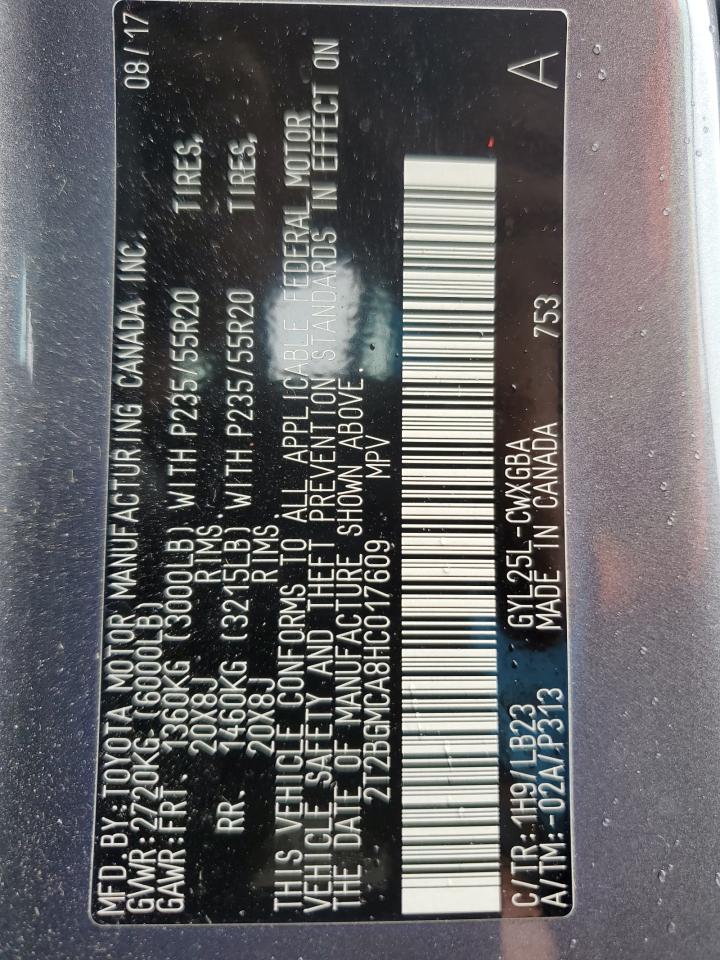 MFD.BY:TOYOTA MOTOR MANUFACTURING CANADA INC. 08/17
GVWR:2720KG (6000LB)
GAWR:FRT. 1360KG (3000LB) WITH P235/55R20 TIRES,
20X8J RIMS.
RR. 1460KG (3215LB) WITH P235/55R20 TIRES,
20X8J RIMS.
THIS VEHICLE CONFORMS TO ALL APPLICABLE FEDERAL MOTOR
VEHICLE SAFETY AND THEFT PREVENTION STANDARDS IN EFFECT ON
THE DATE OF MANUFACTURE SHOWN ABOVE.
2T2BGMCA8HC017609 MPV
C/TR: 1H9/LB23 GYL25L-CWXGBA A
A/TM:-02A/P313 MADE IN CANADA 753